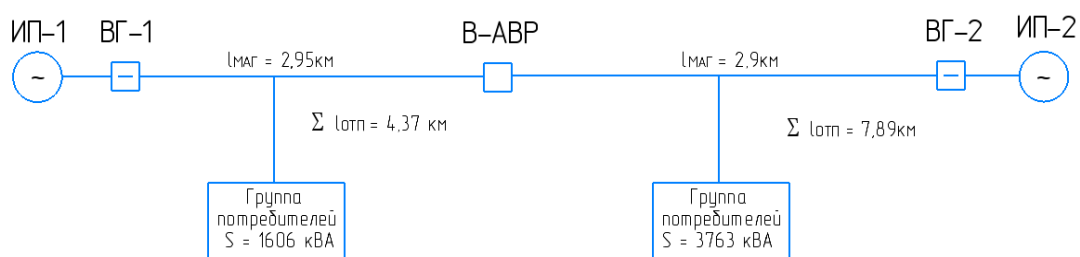 ИП-1 ВГ-1 В-АВР ВГ-2 ИП-2
lмаг = 2,95км lмаг = 2,9км
~ ~
Σ lотп = 4,37 км Σ lотп = 7,89км
Группа
потребителей
S = 1606 кВА
Группа
потребителей
S = 3763 кВА